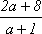 2a + 8
a + 1